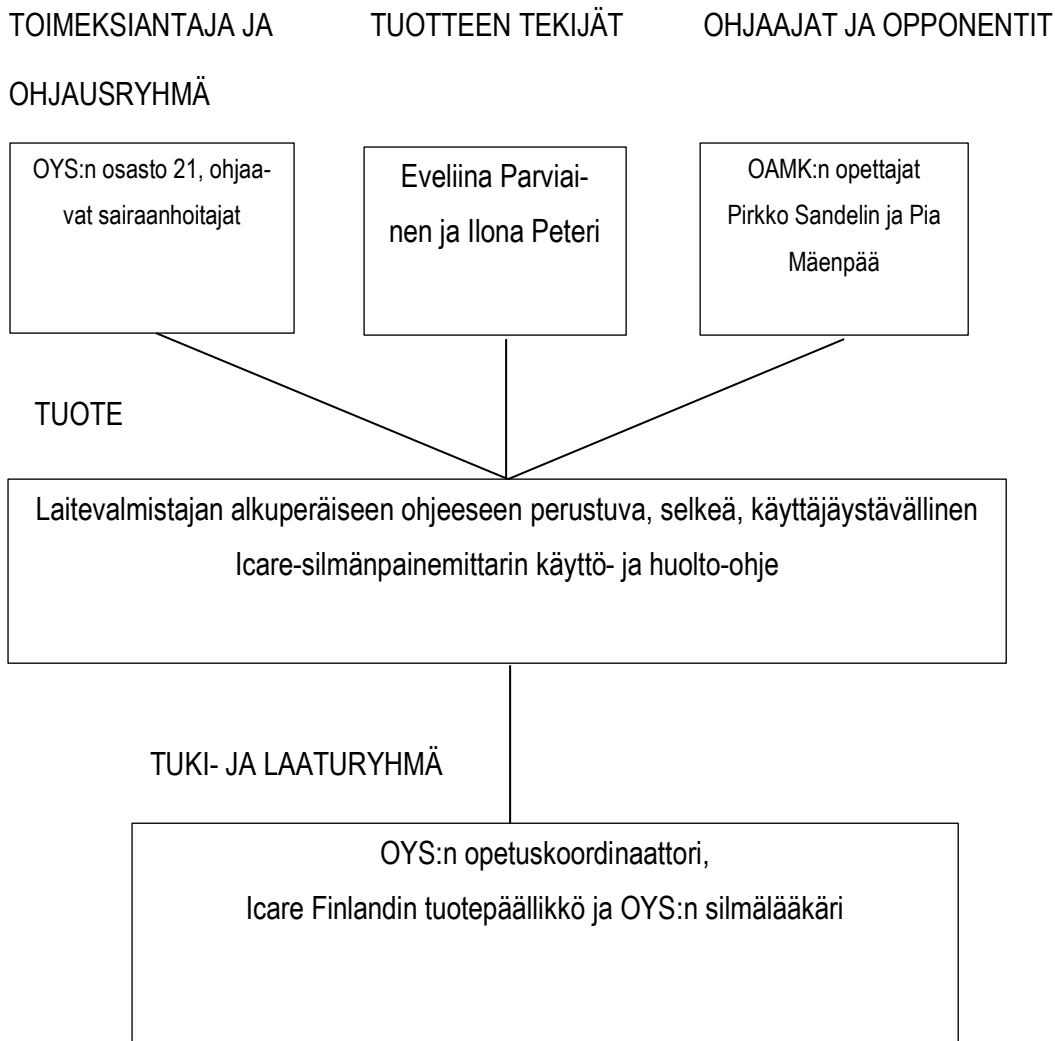 TOIMEKSIANTAJA JA
OHJAUSRYHMÄ
TUOTTEEN TEKIJÄT
OHJAAJAT JA OPPONENTIT
OYS:n osasto 21, ohjaa-
vat sairaanhoitajat
Eveliina Parviai-
nen ja Ilona Peteri
OAMK:n opettajat
Pirkko Sandelin ja Pia
Mäenpää
TUOTE
Laitevalmistajan alkuperäiseen ohjeeseen perustuva, selkeä, käyttäjäystävällinen
Icare-silmänpainemittarin käyttö- ja huolto-ohje
TUKI- JA LAATURYHMÄ
OYS:n opetuskoordinaattori,
Icare Finlandin tuotepäällikkö ja OYS:n silmälääkäri